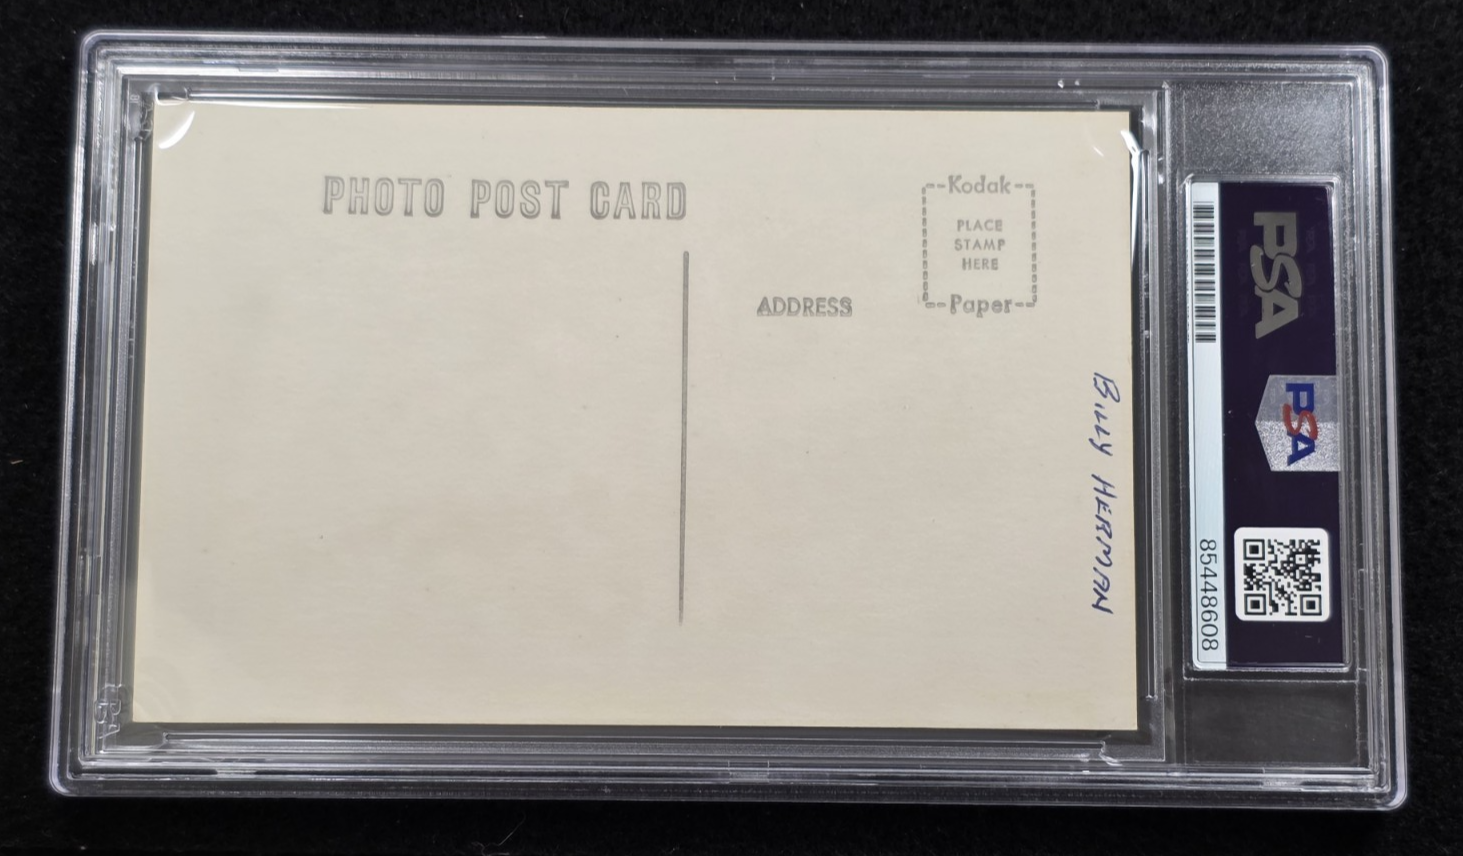 PHOTO POST CARD
Kodak
PLACE
STAMP
HERE
Paper
ADDRESS
BILLY HERMAN
PSA
PSA
85448608